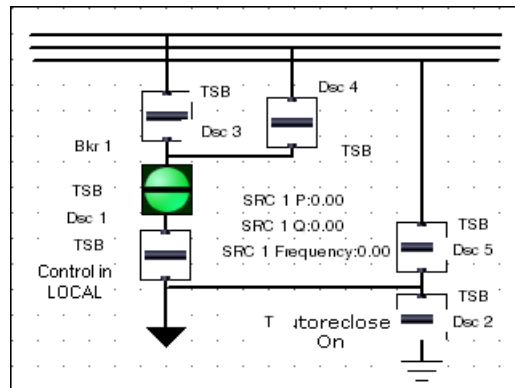 TSB
Dsc 4
Dsc 3
Bkr 1
TSB
TSB
SRC 1 P:0.00
Dsc 1
SRC 1 Q:0.00
TSB
TSB
SRC 1 Frequency:0.00
Dsc 5
Control in
LOCAL
TSB
Dsc 2
On